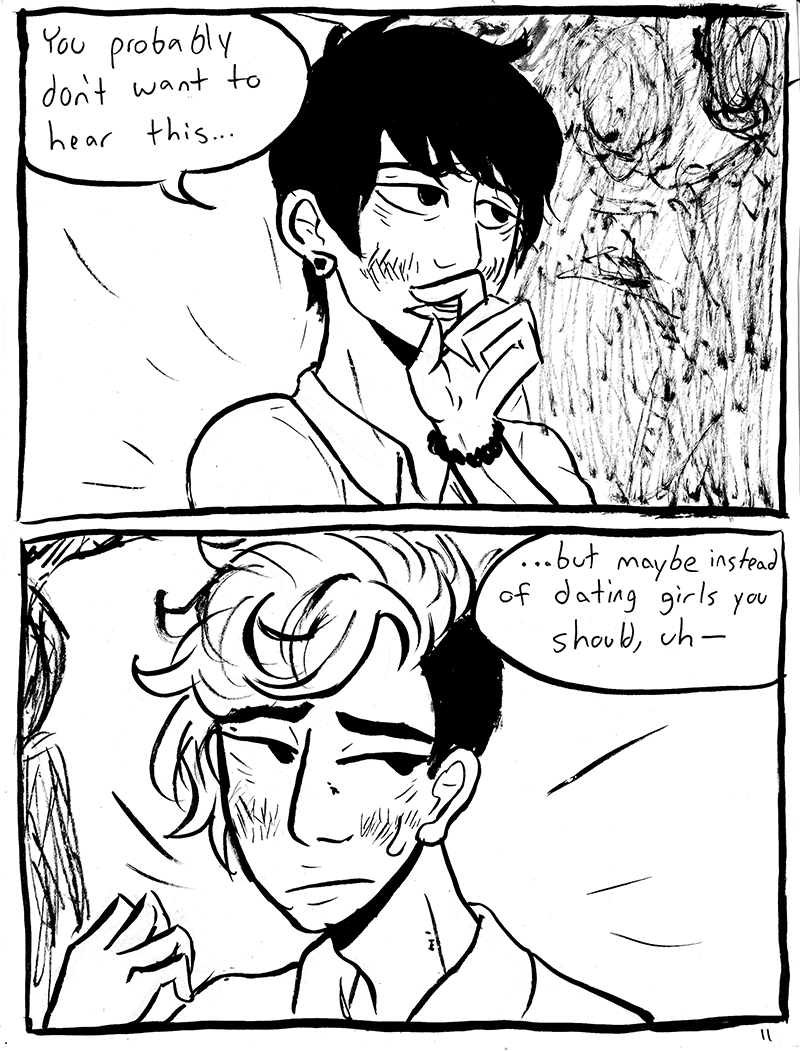 You probably
don't want to
hear this...
...but maybe instead
of dating girls you
should, uh—
11